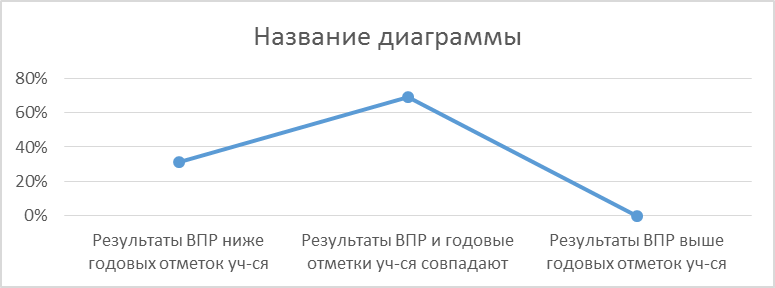 Название диаграммы
80%
60%
40%
20%
0%
Результаты ВПР ниже
годовых отметок уч-ся
Результаты ВПР и годовые
отметки уч-ся совпадают
Результаты ВПР выше
годовых отметок уч-ся